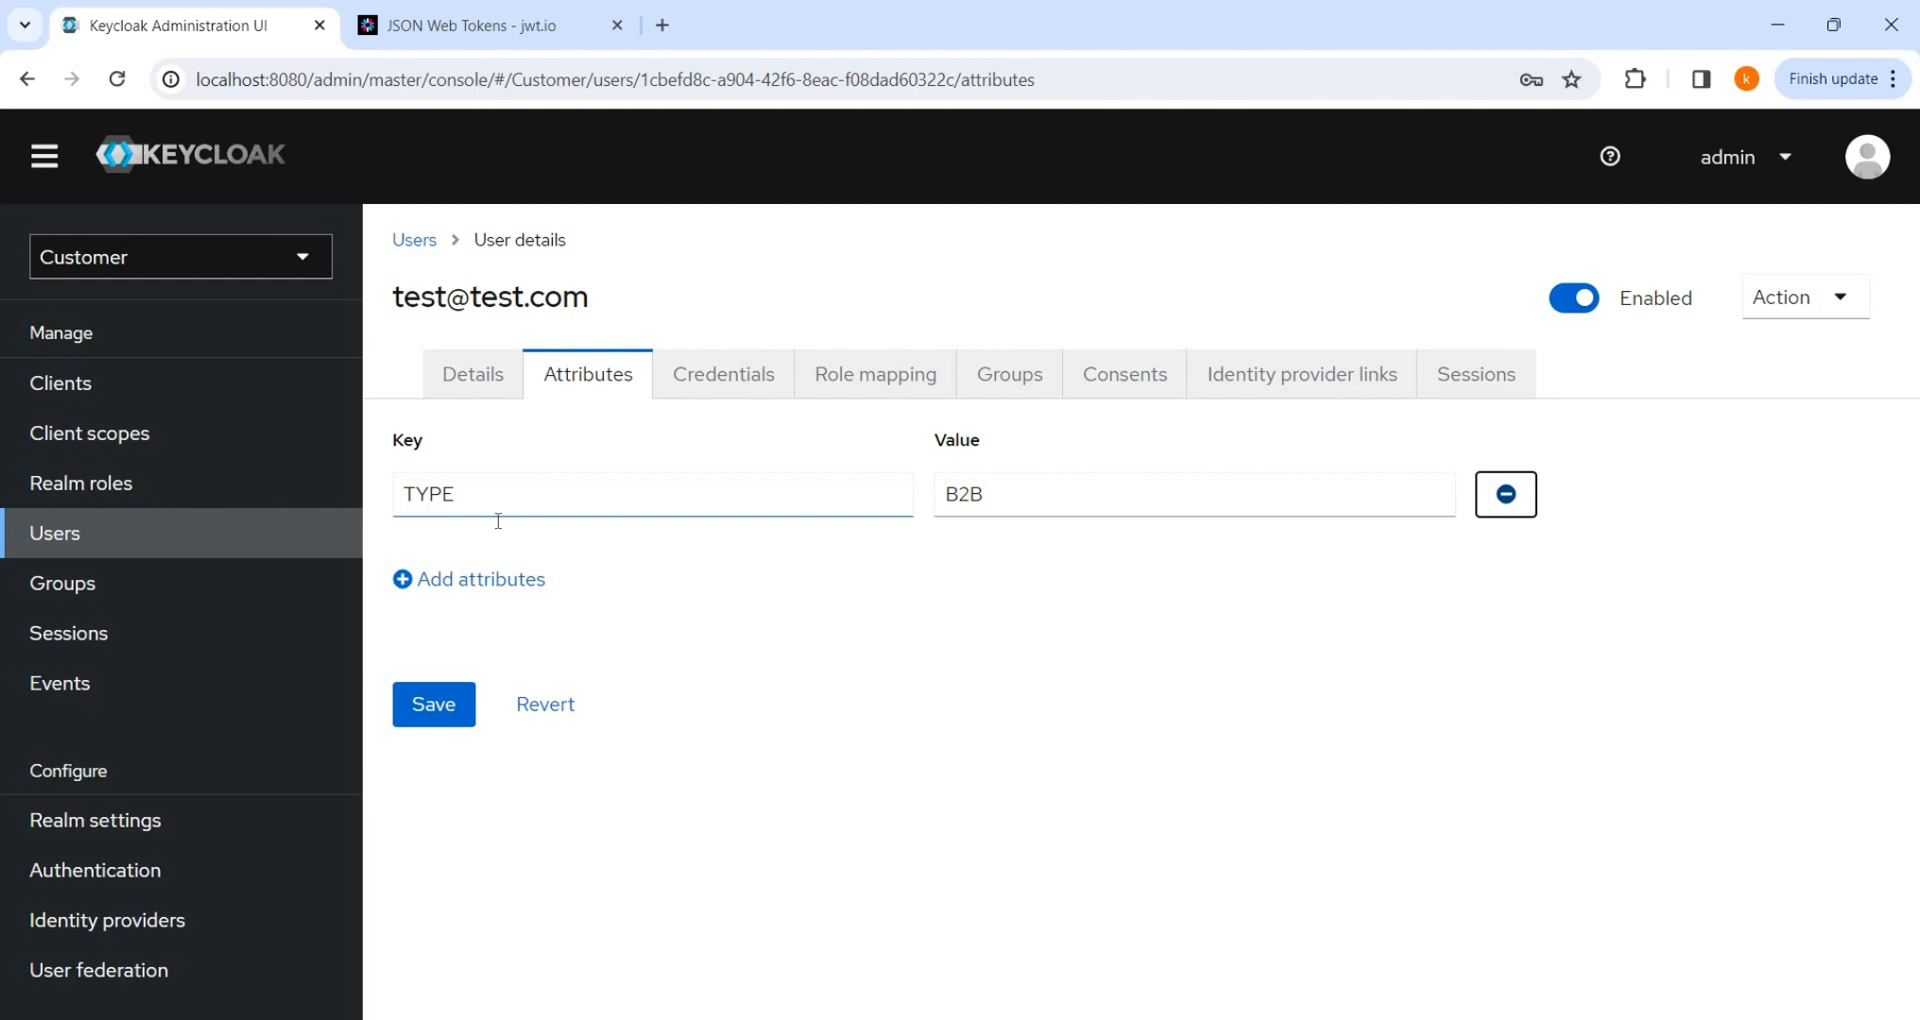 Keycloak Administration UI
JSON Web Tokens - jwt.io
localhost:8080/admin/master/console/#/Customer/users/1cbefd8c-a904-42f6-8eac-f08dad60322c/attributes
k
Finish update
KEYCLOAK
admin
Customer
Users
User details
test@test.com
Enabled
Action
Manage
Details
Attributes
Credentials
Role mapping
Groups
Consents
Identity provider links
Sessions
Clients
Client scopes
Realm roles
Users
Groups
Sessions
Events
Key
Value
TYPE
B2B
Add attributes
Save
Revert
Configure
Realm settings
Authentication
Identity providers
User federation